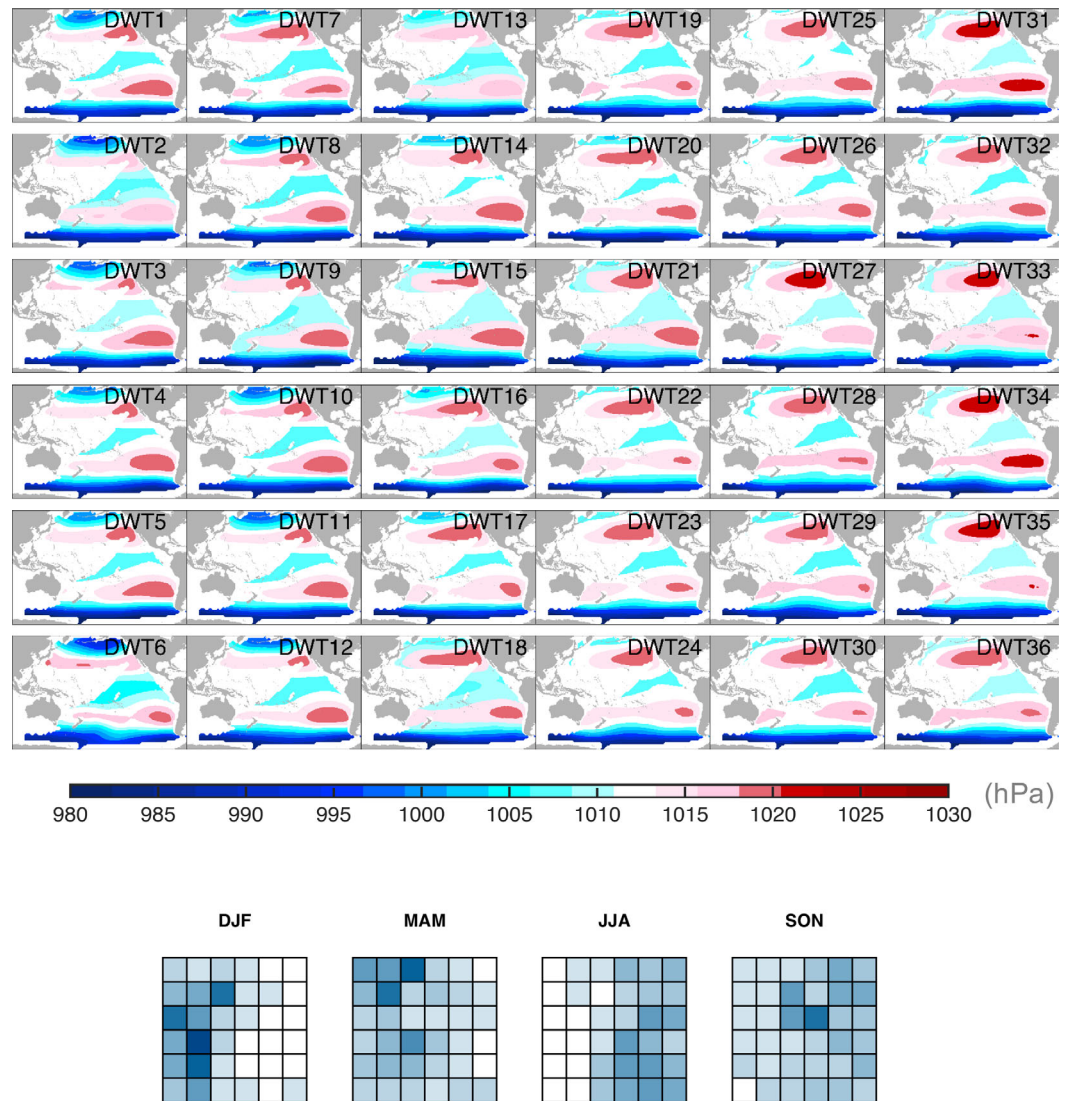 DWT1 DWT7 DWT13 DWT19 DWT25 DWT31
DWT2 DWT8 DWT14 DWT20 DWT26 DWT32
DWT3 DWT9 DWT15 DWT21 DWT27 DWT33
DWT4 DWT10 DWT16 DWT22 DWT28 DWT34
DWT5 DWT11 DWT17 DWT23 DWT29 DWT35
DWT6 DWT12 DWT18 DWT24 DWT30 DWT36
(hPa)
980 985 990 995 1000 1005 1010 1015 1020 1025 1030
DJF MAM JJA SON